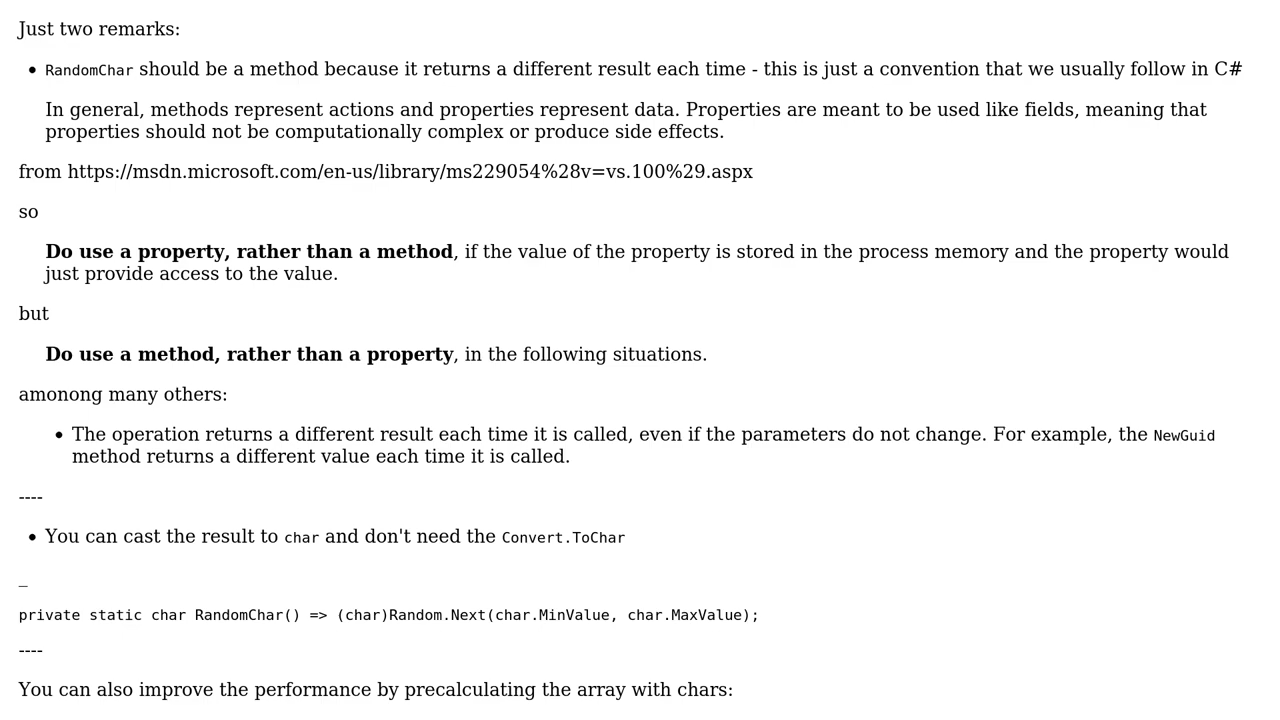 Just two remarks:
• RandomChar should be a method because it returns a different result each time - this is just a convention that we usually follow in C#
In general, methods represent actions and properties represent data. Properties are meant to be used like fields, meaning that
properties should not be computationally complex or produce side effects.
from https://msdn.microsoft.com/en-us/library/ms229054%28v=vs.100%29.aspx
so
Do use a property, rather than a method, if the value of the property is stored in the process memory and the property would
just provide access to the value.
but
Do use a method, rather than a property, in the following situations.
amonong many others:
• The operation returns a different result each time it is called, even if the parameters do not change. For example, the NewGuid
method returns a different value each time it is called.
----
• You can cast the result to char and don't need the Convert.ToChar
_
private static char RandomChar() => (char)Random.Next(char.MinValue, char.MaxValue);
----
You can also improve the performance by precalculating the array with chars: